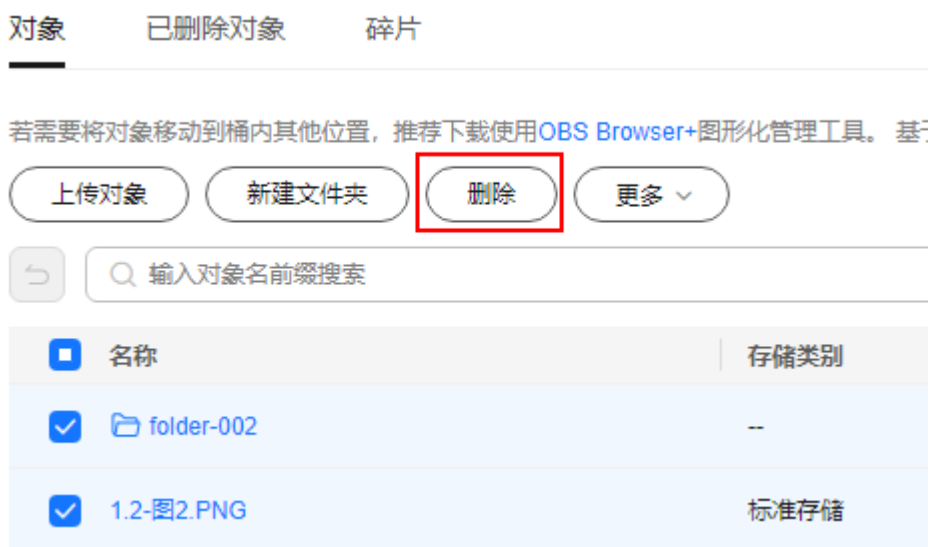 对象 已删除对象 碎片
若需要将对象移动到桶内其他位置，推荐下载使用OBS Browser+图形化管理工具。 基
上传对象 新建文件夹 删除 更多
输入对象名前缀搜索
名称 存储类别
folder-002 --
1.2-图2.PNG 标准存储